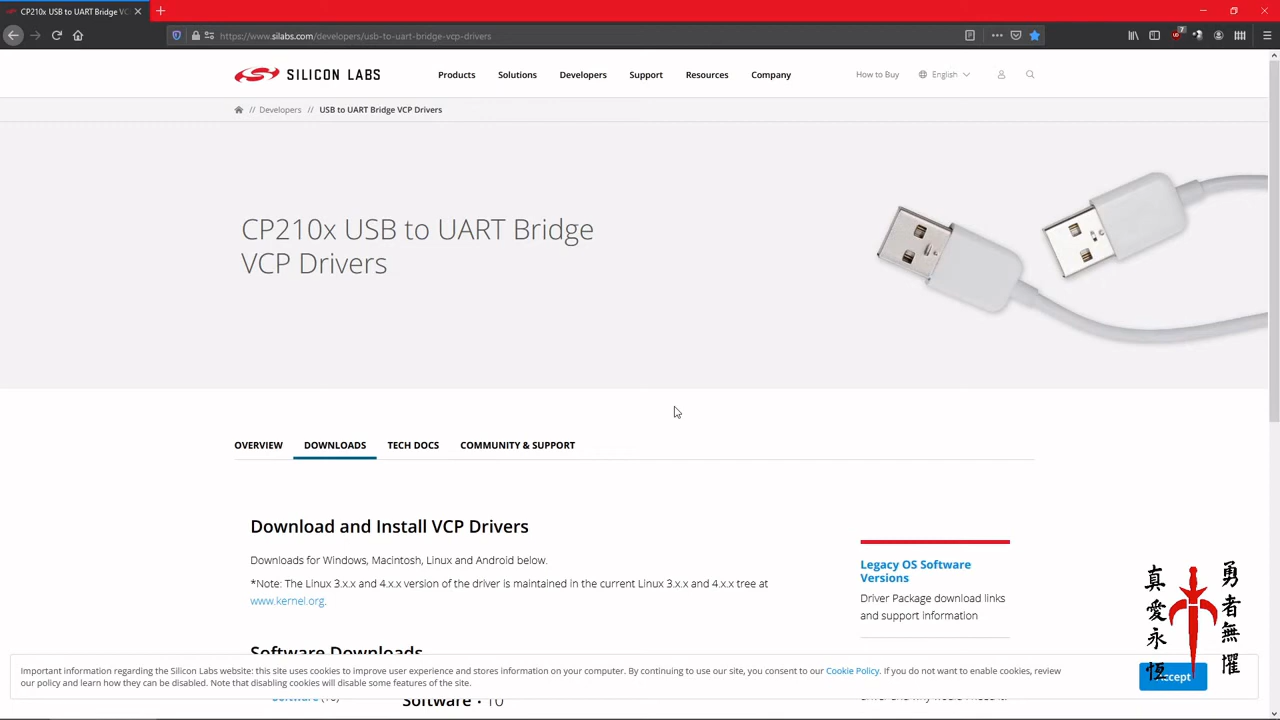 CP210x USB to UART Bridge VC
https://www.silabs.com/developers/usb-to-uart-bridge-vcp-drivers
7
SILICON LABS
Products
Solutions
Developers
Support
Resources
Company
How to Buy
English
// Developers // USB to UART Bridge VCP Drivers
CP210x USB to UART Bridge
VCP Drivers
OVERVIEW
DOWNLOADS
TECH DOCS
COMMUNITY & SUPPORT
Download and Install VCP Drivers
Downloads for Windows, Macintosh, Linux and Android below.
*Note: The Linux 3.x.x and 4.x.x version of the driver is maintained in the current Linux 3.x.x and 4.x.x tree at
www.kernel.org.
Legacy OS Software
Versions
Driver Package download links
and support information
Software Downloads
Important information regarding the Silicon Labs website: this site uses cookies to improve user experience and stores information on your computer. By continuing to use our site, you consent to our Cookie Policy. If you do not want to enable cookies, review
our policy and learn how they can be disabled. Note that disabling cookies will disable some features of the site.
Accept
Software · 10
真愛永恆
勇者無懼